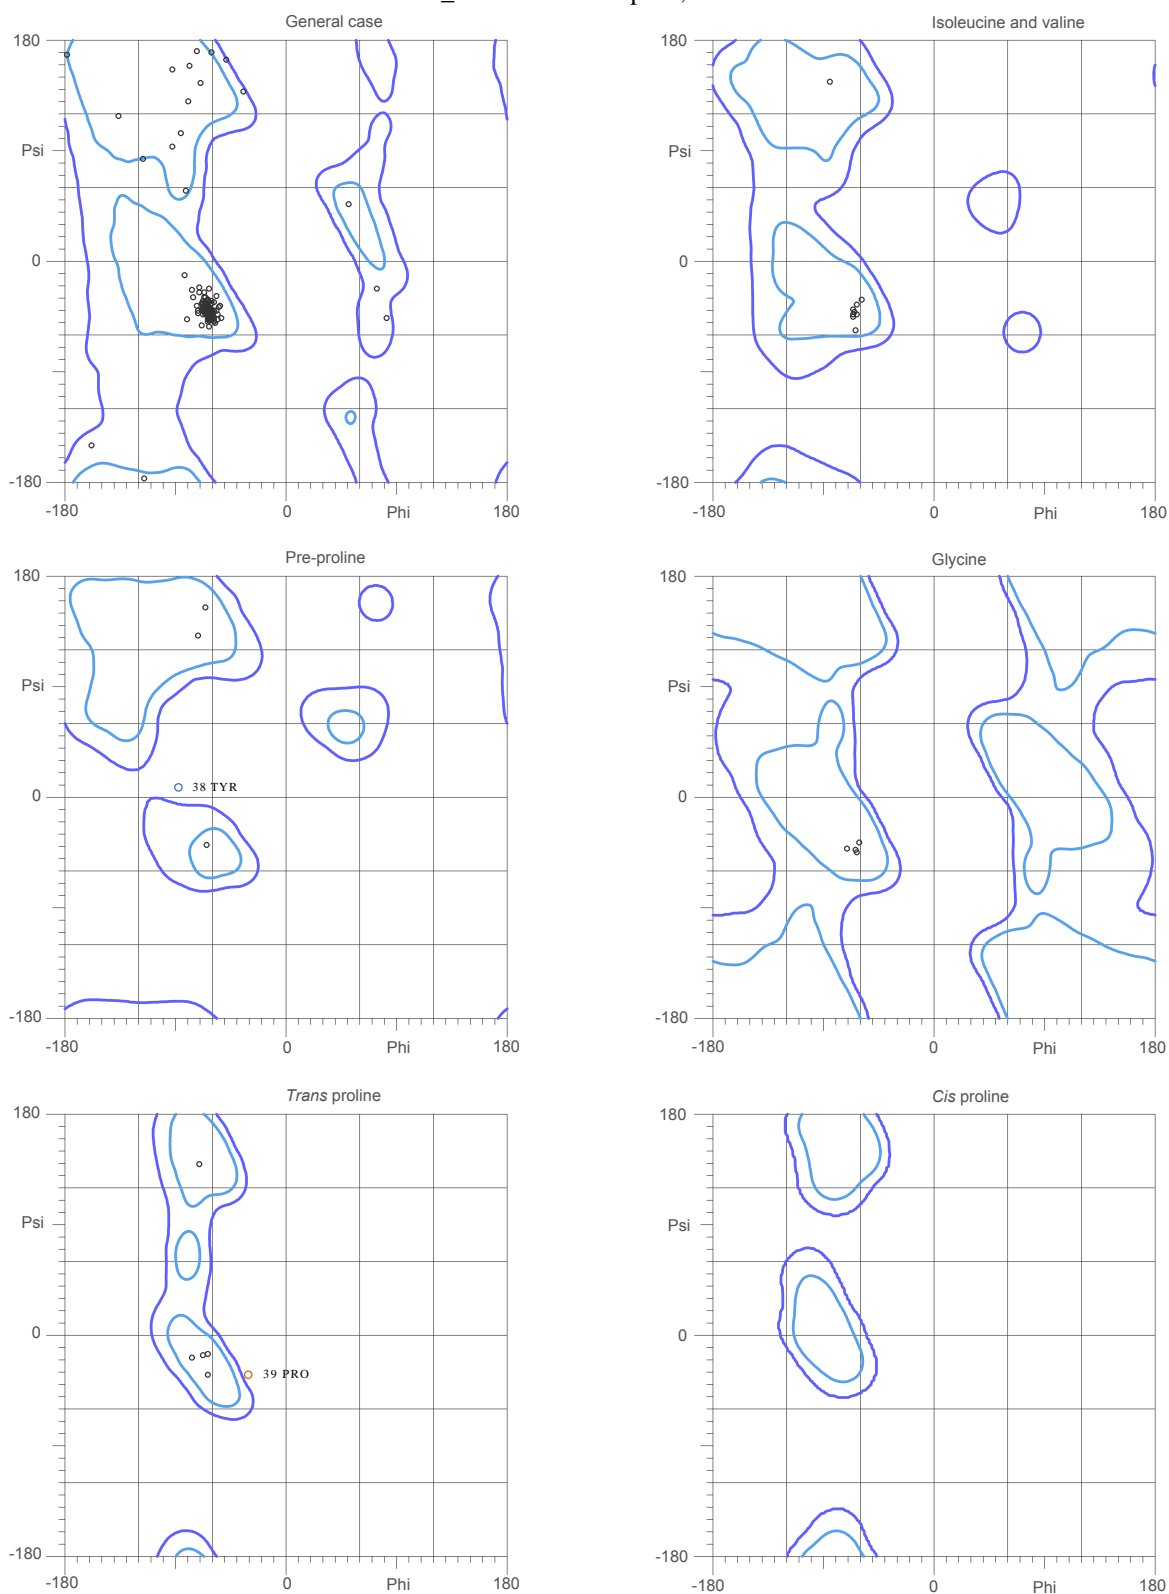 General case
Isoleucine and valine
180
180
Psi
Psi
0
0
-180
-180
-180
0
Phi
180
-180
0
Phi
180
Pre-proline
Glycine
180
180
Psi
Psi
38 TYR
0
0
-180
-180
-180
0
Phi
180
-180
0
Phi
180
Trans proline
Cis proline
180
180
Psi
Psi
0
0
39 PRO
-180
-180
-180
0
Phi
180
-180
0
Phi
180